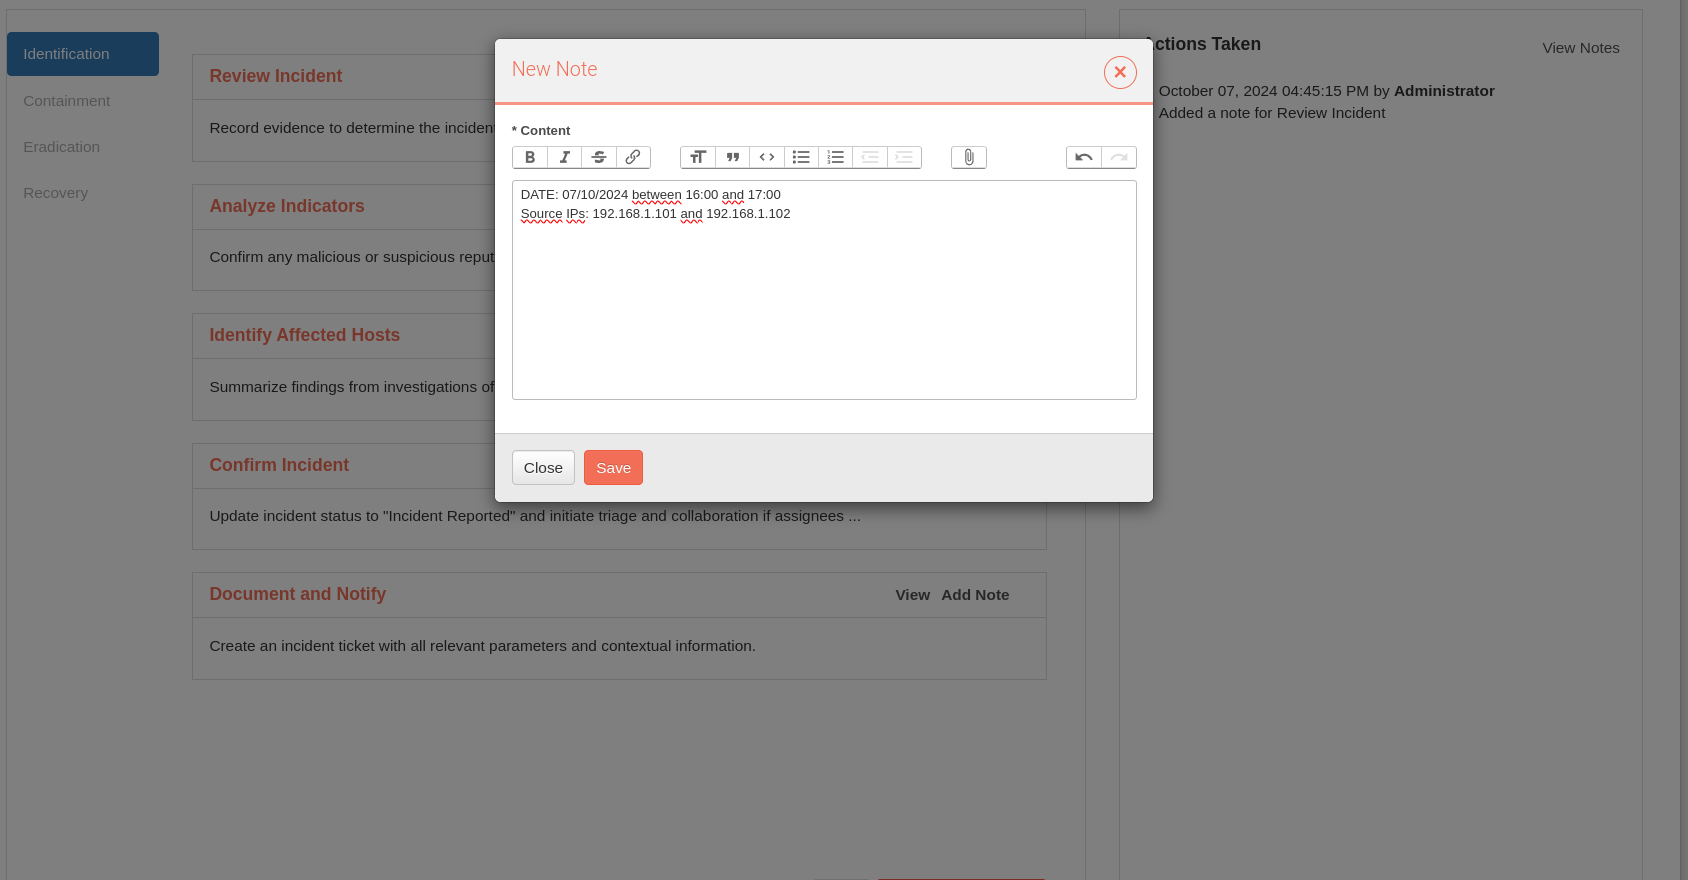 Identification
Containment
Eradication
Recovery
Review Incident
Record evidence to determine the inciden
Analyze Indicators
Confirm any malicious or suspicious reput
Identify Affected Hosts
Summarize findings from investigations of
Confirm Incident
Update incident status to "Incident Reported" and initiate triage and collaboration if assignees ...
Document and Notify
View Add Note
Create an incident ticket with all relevant parameters and contextual information.
New Note
* Content
DATE: 07/10/2024 between 16:00 and 17:00
Source IPs: 192.168.1.101 and 192.168.1.102
Close Save
Actions Taken
View Notes
October 07, 2024 04:45:15 PM by Administrator
Added a note for Review Incident